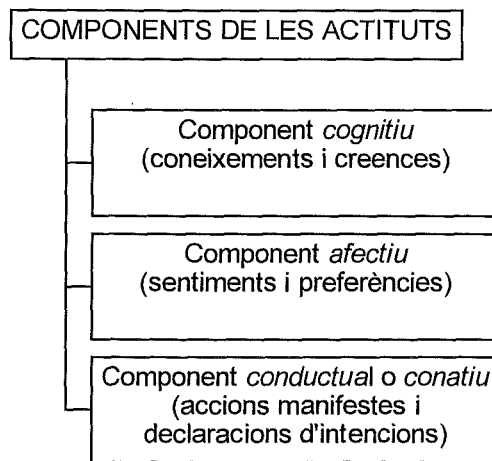 COMPONENTS DE LES ACTITUTS
Component cognitiu
(coneixements i creences)
Component afectiu
(sentiments i preferències)
Component conductual o conatiu
(accions manifestes i
declaracions d'intencions)